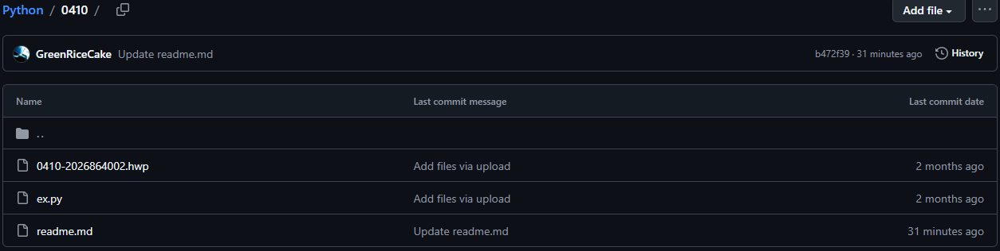 Python / 0410 /
Add file
...
GreenRiceCake Update readme.md
b472f39 · 31 minutes ago
History
Name Last commit message Last commit date
..
0410-2026864002.hwp Add files via upload 2 months ago
ex.py Add files via upload 2 months ago
readme.md Update readme.md 31 minutes ago